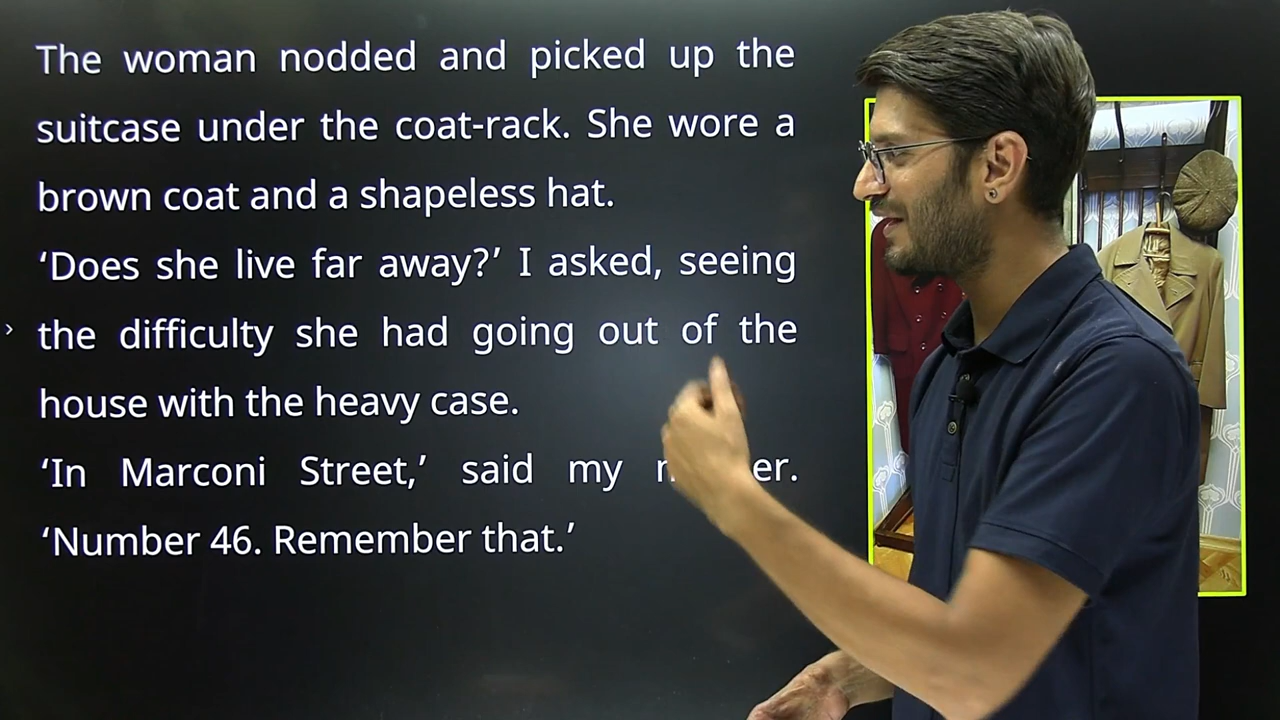 The woman nodded and picked up the
suitcase under the coat-rack. She wore a
brown coat and a shapeless hat.
‘Does she live far away?’ I asked, seeing
the difficulty she had going out of the
house with the heavy case.
‘In Marconi Street,’ said my
‘Number 46. Remember that.’